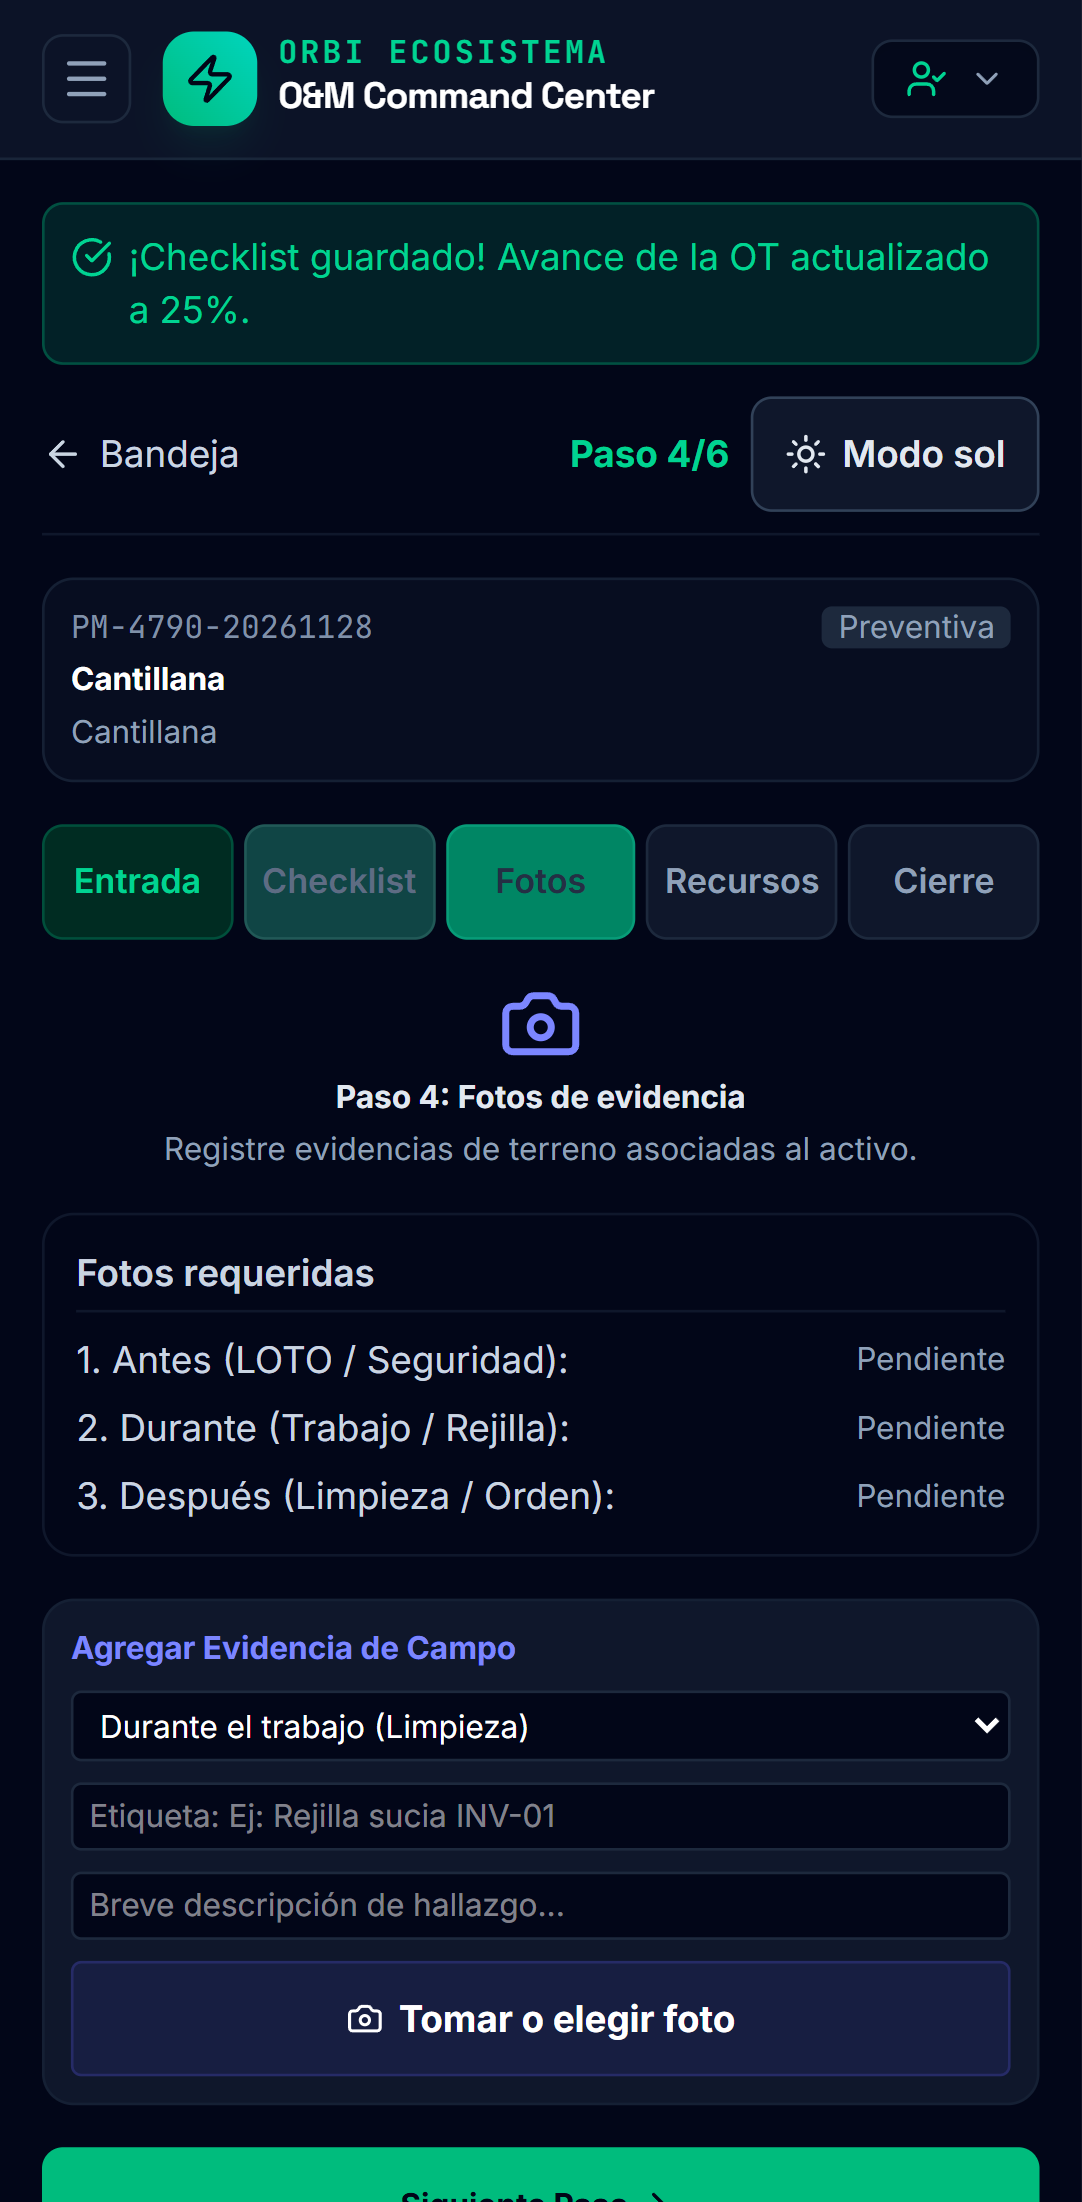 ORBI ECOSISTEMA
O&M Command Center
¡Checklist guardado! Avance de la OT actualizado
a 25%.
Bandeja
Paso 4/6
Modo sol
PM-4790-20261128
Preventiva
Cantillana
Cantillana
Entrada
Checklist
Fotos
Recursos
Cierre
Paso 4: Fotos de evidencia
Registre evidencias de terreno asociadas al activo.
Fotos requeridas
1. Antes (LOTO / Seguridad):
Pendiente
2. Durante (Trabajo / Rejilla):
Pendiente
3. Después (Limpieza / Orden):
Pendiente
Agregar Evidencia de Campo
Durante el trabajo (Limpieza)
Etiqueta: Ej: Rejilla sucia INV-01
Breve descripción de hallazgo...
Tomar o elegir foto
Siguiente Paso